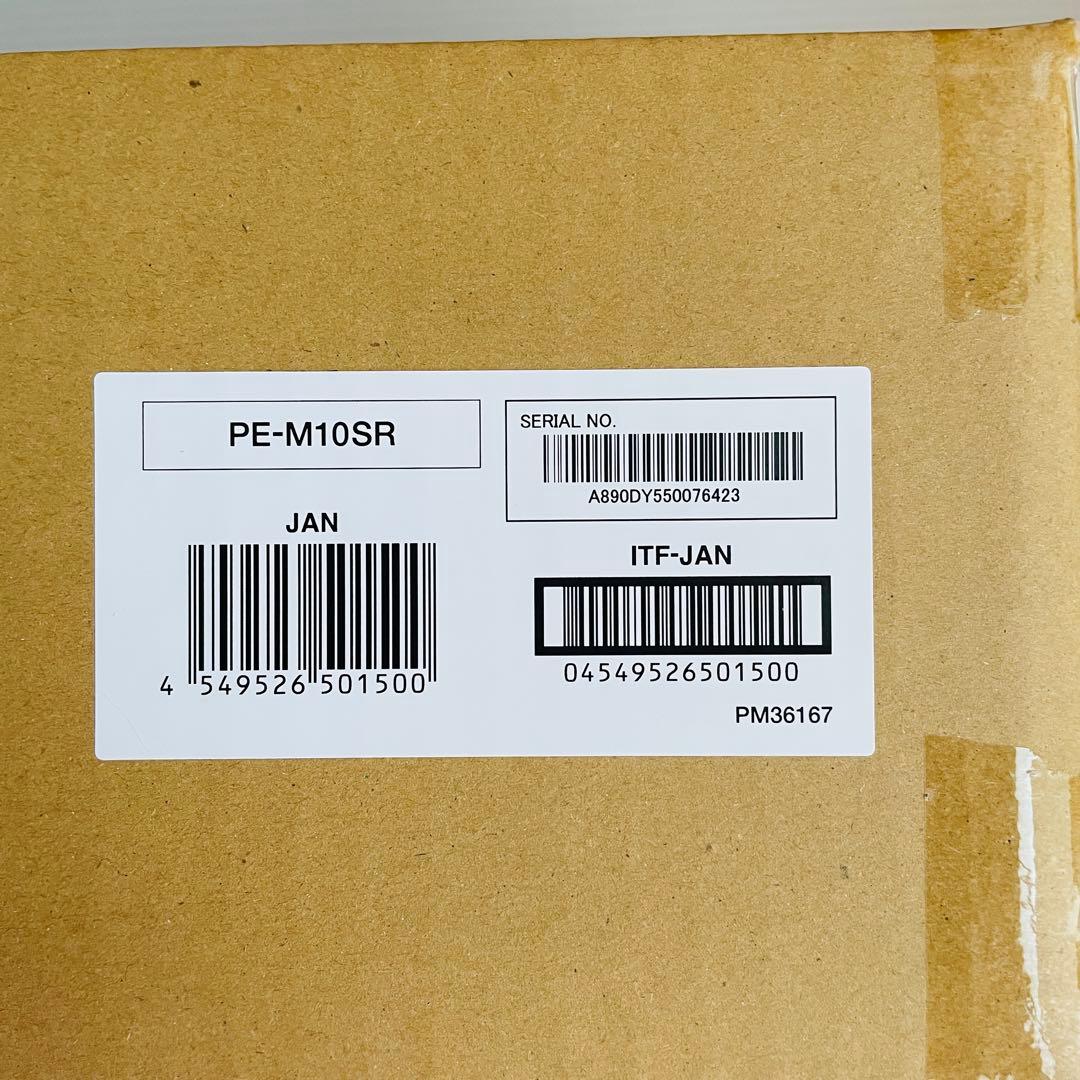 PE-M10SR
SERIAL NO.
A890DY550076423
JAN
4 549526 501500
ITF-JAN
04549526501500
PM36167